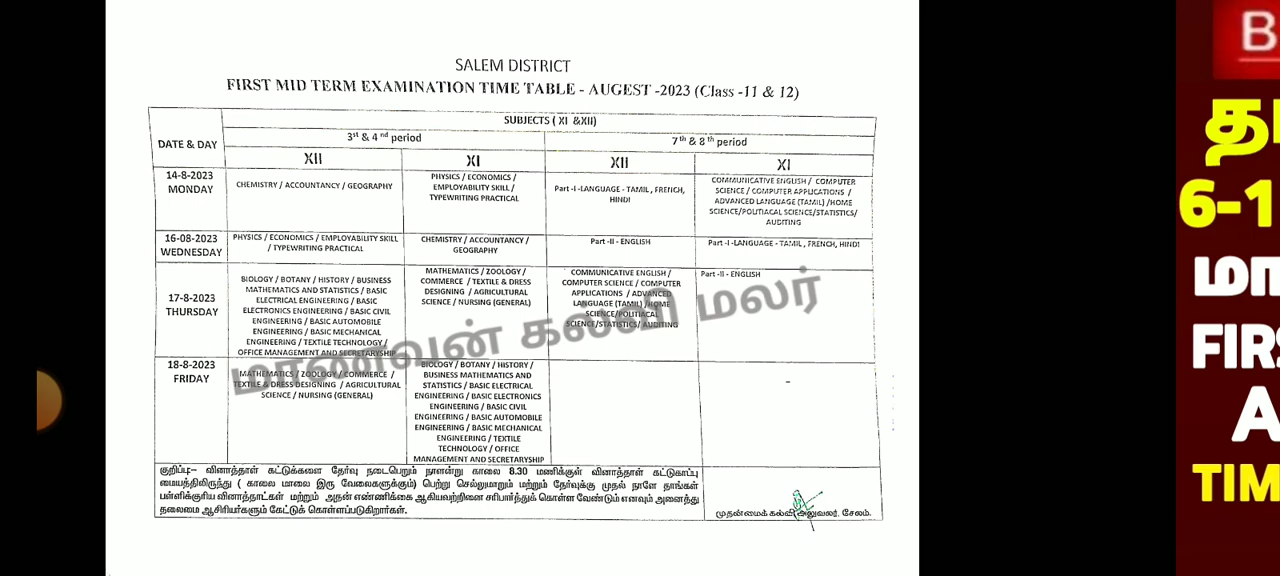 SALEM DISTRICT
FIRST MID TERM EXAMINATION TIME TABLE - AUGEST -2023 (Class -11 & 12)
DATE & DAY
SUBJECTS ( XI &XII)
3st & 4nd period
7th & 8th period
XII
XI
XII
XI
14-8-2023
MONDAY
CHEMISTRY / ACCOUNTANCY / GEOGRAPHY
PHYSICS / ECONOMICS /
EMPLOYABILITY SKILL /
TYPEWRITING PRACTICAL
Part -I -LANGUAGE - TAMIL , FRENCH,
HINDI
COMMUNICATIVE ENGLISH / COMPUTER
SCIENCE / COMPUTER APPLICATIONS /
ADVANCED LANGUAGE (TAMIL) /HOME
SCIENCE/POLITIACAL SCIENCE/STATISTICS/
AUDITING
16-08-2023
WEDNESDAY
PHYSICS / ECONOMICS / EMPLOYABILITY SKILL
/ TYPEWRITING PRACTICAL
CHEMISTRY / ACCOUNTANCY /
GEOGRAPHY
Part -II - ENGLISH
Part -I -LANGUAGE - TAMIL , FRENCH, HINDI
17-8-2023
THURSDAY
BIOLOGY / BOTANY / HISTORY / BUSINESS
MATHEMATICS AND STATISTICS / BASIC
ELECTRICAL ENGINEERING / BASIC
ELECTRONICS ENGINEERING / BASIC CIVIL
ENGINEERING / BASIC AUTOMOBILE
ENGINEERING / BASIC MECHANICAL
ENGINEERING / TEXTILE TECHNOLOGY /
OFFICE MANAGEMENT AND SECRETARYSHIP
MATHEMATICS / ZOOLOGY /
COMMERCE / TEXTILE & DRESS
DESIGNING / AGRICULTURAL
SCIENCE / NURSING (GENERAL)
COMMUNICATIVE ENGLISH /
COMPUTER SCIENCE / COMPUTER
APPLICATIONS / ADVANCED
LANGUAGE (TAMIL) /HOME
SCIENCE/POLITIACAL
SCIENCE/STATISTICS/ AUDITING
Part -II - ENGLISH
18-8-2023
FRIDAY
MATHEMATICS / ZOOLOGY / COMMERCE /
TEXTILE & DRESS DESIGNING / AGRICULTURAL
SCIENCE / NURSING (GENERAL)
BIOLOGY / BOTANY / HISTORY /
BUSINESS MATHEMATICS AND
STATISTICS / BASIC ELECTRICAL
ENGINEERING / BASIC ELECTRONICS
ENGINEERING / BASIC CIVIL
ENGINEERING / BASIC AUTOMOBILE
ENGINEERING / BASIC MECHANICAL
ENGINEERING / TEXTILE
TECHNOLOGY / OFFICE
MANAGEMENT AND SECRETARYSHIP
-
மாணவன் கல்வி மலர்
குறிப்பு:- வினாத்தாள் கட்டுக்களை தேர்வு நடைபெறும் நாளன்று காலை 8.30 மணிக்குள் வினாத்தாள் கட்டுகாப்பு
மையத்திலிருந்து ( காலை மாலை இரு வேலைகளுக்கும்) பெற்று செல்லுமாறும் மற்றும் தேர்வுக்கு முதல் நாளே தாங்கள்
பள்ளிக்குரிய வினாத்தாட்கள் மற்றும் அதன் எண்ணிக்கை ஆகியவற்றினை சரிபார்த்துக் கொள்ள வேண்டும் எனவும் அனைத்து
தலைமை ஆசிரியர்களும் கேட்டுக் கொள்ளப்படுகிறார்கள்.
முதன்மைக் கல்வி அலுவலர், சேலம்.
B
6-1
மா
FIRS
A
TIM